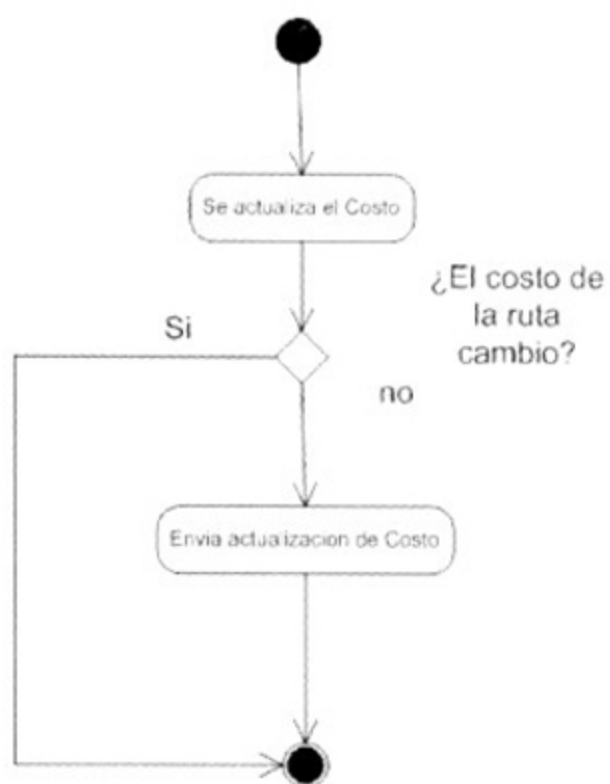 Se actualiza el Costo
¿El costo de
la ruta
cambio?
Si
no
Envia actualizacion de Costo